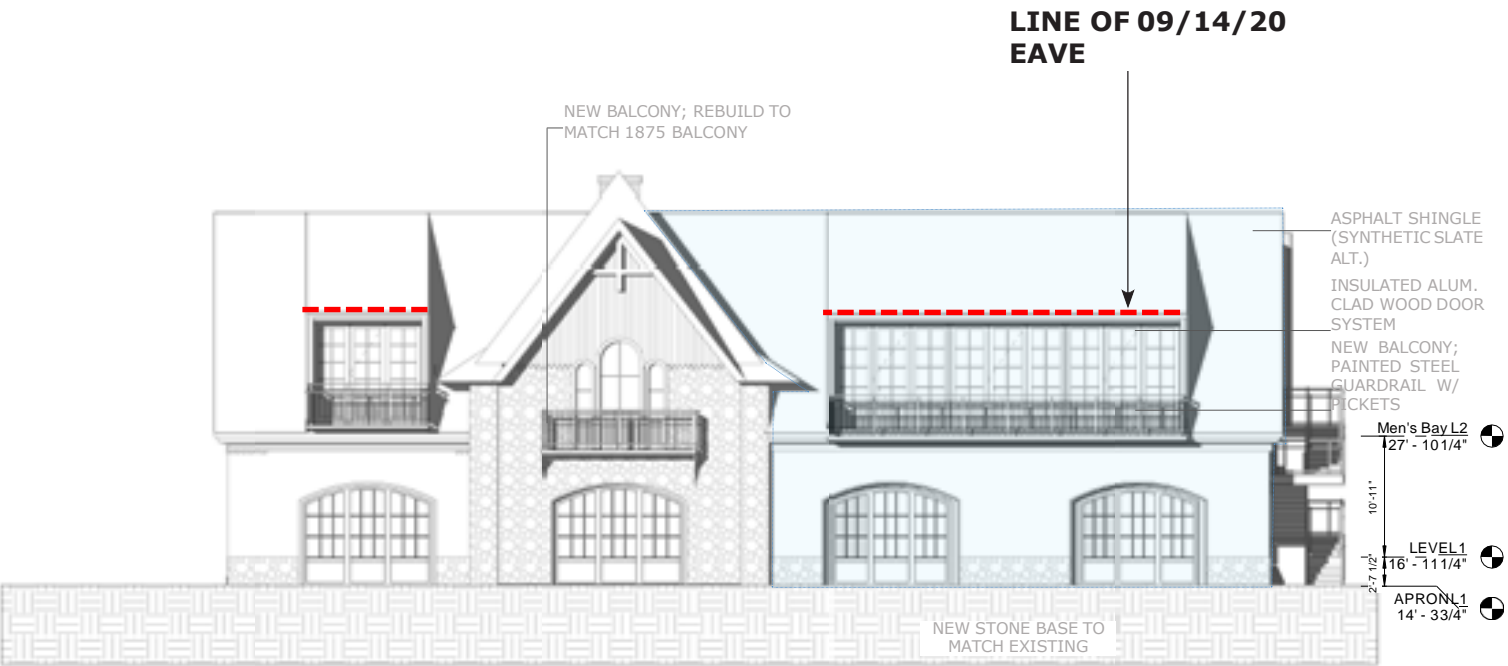 LINE OF 09/14/20
EAVE
NEW BALCONY; REBUILD TO
MATCH 1875 BALCONY
ASPHALT SHINGLE
(SYNTHETIC SLATE
ALT.)
INSULATED ALUM.
CLAD WOOD DOOR
SYSTEM
NEW BALCONY;
PAINTED STEEL
GUARDRAIL W/
PICKETS
Men's Bay L2
27' - 10 1/4"
10'-11"
LEVEL 1
16' - 11 1/4"
2'-7 1/2"
APRON L1
14' - 3 3/4"
NEW STONE BASE TO
MATCH EXISTING